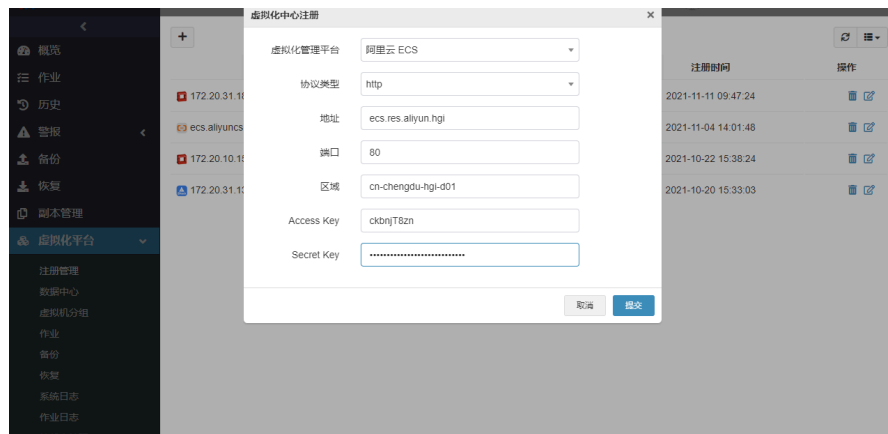 虚拟化中心注册 ×
概览
作业
历史
警报
备份
恢复
副本管理
虚拟化平台
注册管理
数据中心
虚拟机分组
作业
备份
恢复
系统日志
作业日志
虚拟化管理平台 阿里云 ECS
协议类型 http
地址 ecs.res.aliyun.hgi
端口 80
区域 cn-chengdu-hgi-d01
Access Key ckbnjT8zn
Secret Key ••••••••••••••••••••••••••••
取消 提交
注册时间 操作
172.20.31.18 2021-11-11 09:47:24
ecs.aliyuncs 2021-11-04 14:01:48
172.20.10.15 2021-10-22 15:38:24
172.20.31.13 2021-10-20 15:33:03